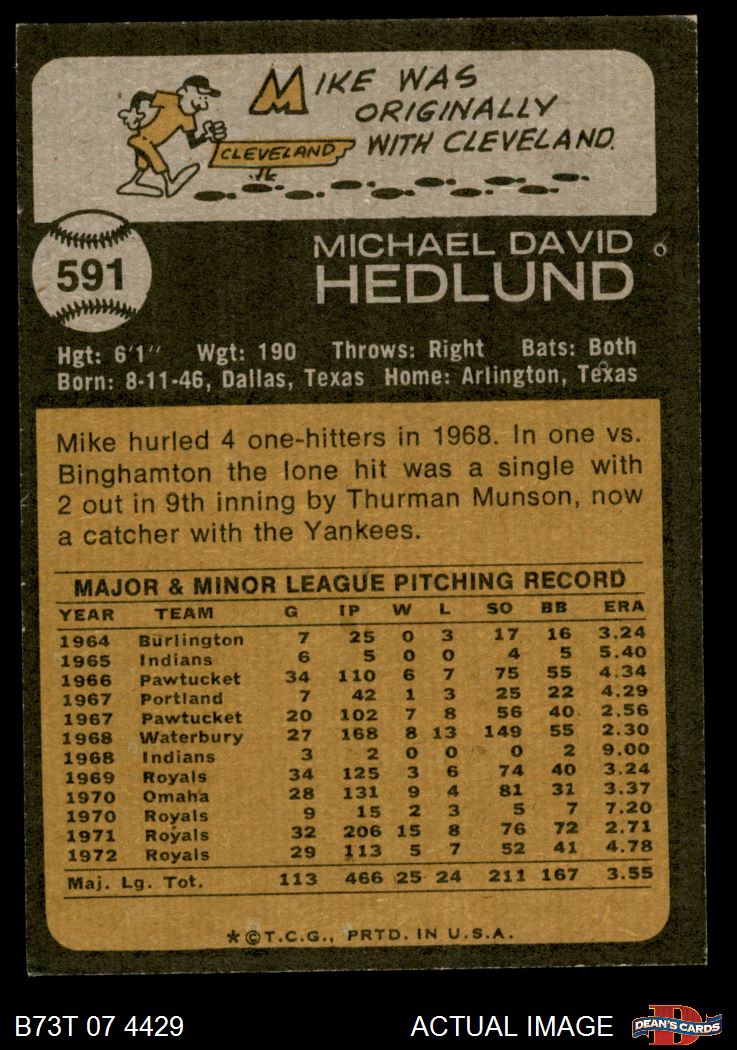 MIKE WAS
ORIGINALLY
WITH CLEVELAND.
CLEVELAND
591
MICHAEL DAVID
HEDLUND
Hgt: 6'1" Wgt: 190 Throws: Right Bats: Both
Born: 8-11-46, Dallas, Texas Home: Arlington, Texas
Mike hurled 4 one-hitters in 1968. In one vs.
Binghamton the lone hit was a single with
2 out in 9th inning by Thurman Munson, now
a catcher with the Yankees.
MAJOR & MINOR LEAGUE PITCHING RECORD
YEAR TEAM G IP W L SO BB ERA
1964 Burlington 7 25 0 3 17 16 3.24
1965 Indians 6 5 0 0 4 5 5.40
1966 Pawtucket 34 110 6 7 75 55 4.34
1967 Portland 7 42 1 3 25 22 4.29
1967 Pawtucket 20 102 7 8 56 40 2.56
1968 Waterbury 27 168 8 13 149 55 2.30
1968 Indians 3 2 0 0 0 2 9.00
1969 Royals 34 125 3 6 74 40 3.24
1970 Omaha 28 131 9 4 81 31 3.37
1970 Royals 9 15 2 3 5 7 7.20
1971 Royals 32 206 15 8 76 72 2.71
1972 Royals 29 113 5 7 52 41 4.78
Maj. Lg. Tot. 113 466 25 24 211 167 3.55
*©T.C.G., PRTD. IN U.S.A.
B73T 07 4429 ACTUAL IMAGE
D
DEAN'S CARDS